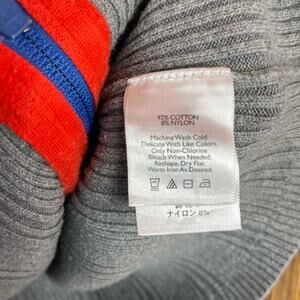 92% COTTON
8% NYLON
Machine Wash Cold
Delicate With Like Colors.
Only Non-Chlorine
Bleach When Needed.
Reshape, Dry Flat.
Warm Iron As Desired.
ナイロン 8%